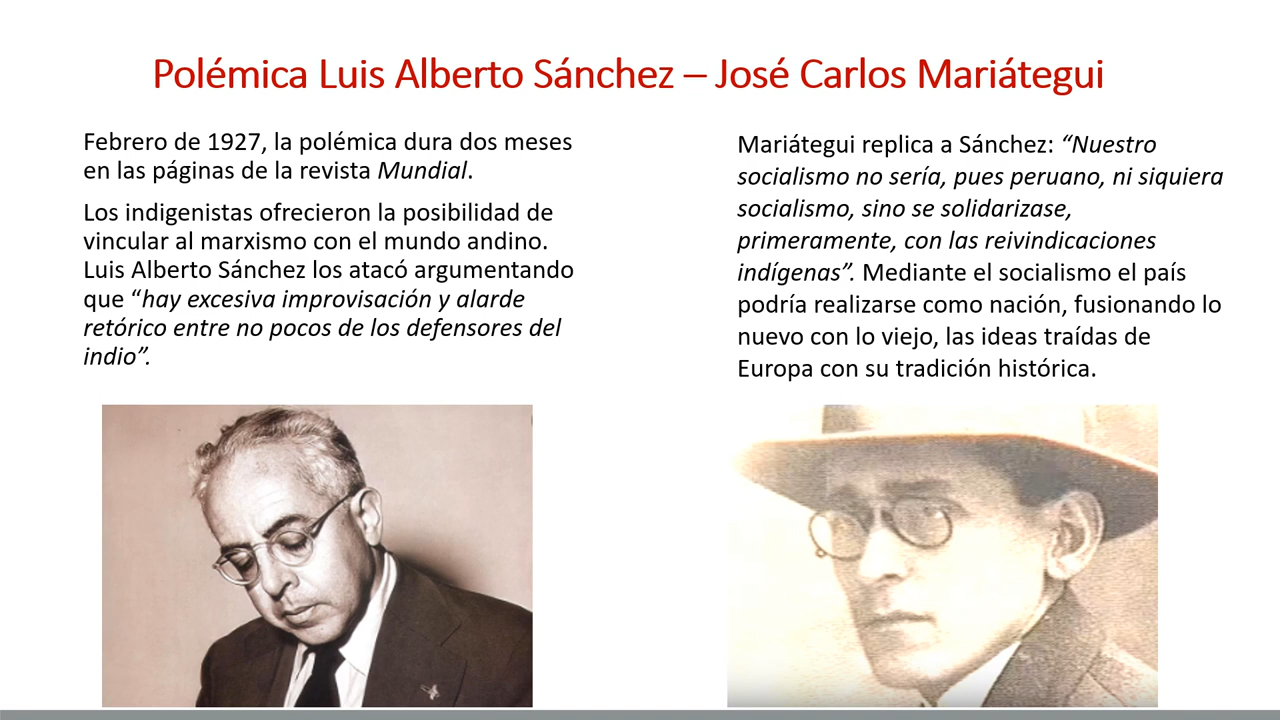 Polémica Luis Alberto Sánchez – José Carlos Mariátegui
Febrero de 1927, la polémica dura dos meses
en las páginas de la revista Mundial.
Los indigenistas ofrecieron la posibilidad de
vincular al marxismo con el mundo andino.
Luis Alberto Sánchez los atacó argumentando
que “hay excesiva improvisación y alarde
retórico entre no pocos de los defensores del
indio”.
Mariátegui replica a Sánchez: “Nuestro
socialismo no sería, pues peruano, ni siquiera
socialismo, sino se solidarizase,
primeramente, con las reivindicaciones
indígenas”. Mediante el socialismo el país
podría realizarse como nación, fusionando lo
nuevo con lo viejo, las ideas traídas de
Europa con su tradición histórica.